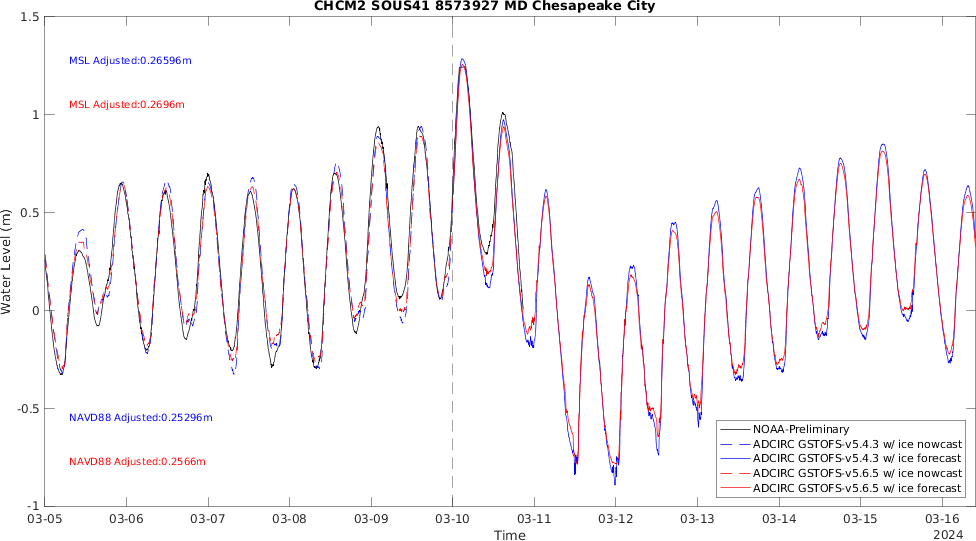 CHCM2 SOUS41 8573927 MD Chesapeake City
1.5
MSL Adjusted:0.26596m
MSL Adjusted:0.2696m
1
0.5
Water Level (m)
0
-0.5
NAVD88 Adjusted:0.25296m
NAVD88 Adjusted:0.2566m
NOAA-Preliminary
ADCIRC GSTOFS-v5.4.3 w/ ice nowcast
ADCIRC GSTOFS-v5.4.3 w/ ice forecast
ADCIRC GSTOFS-v5.6.5 w/ ice nowcast
ADCIRC GSTOFS-v5.6.5 w/ ice forecast
-1
03-05 03-06 03-07 03-08 03-09 03-10 03-11 03-12 03-13 03-14 03-15 03-16
Time 2024